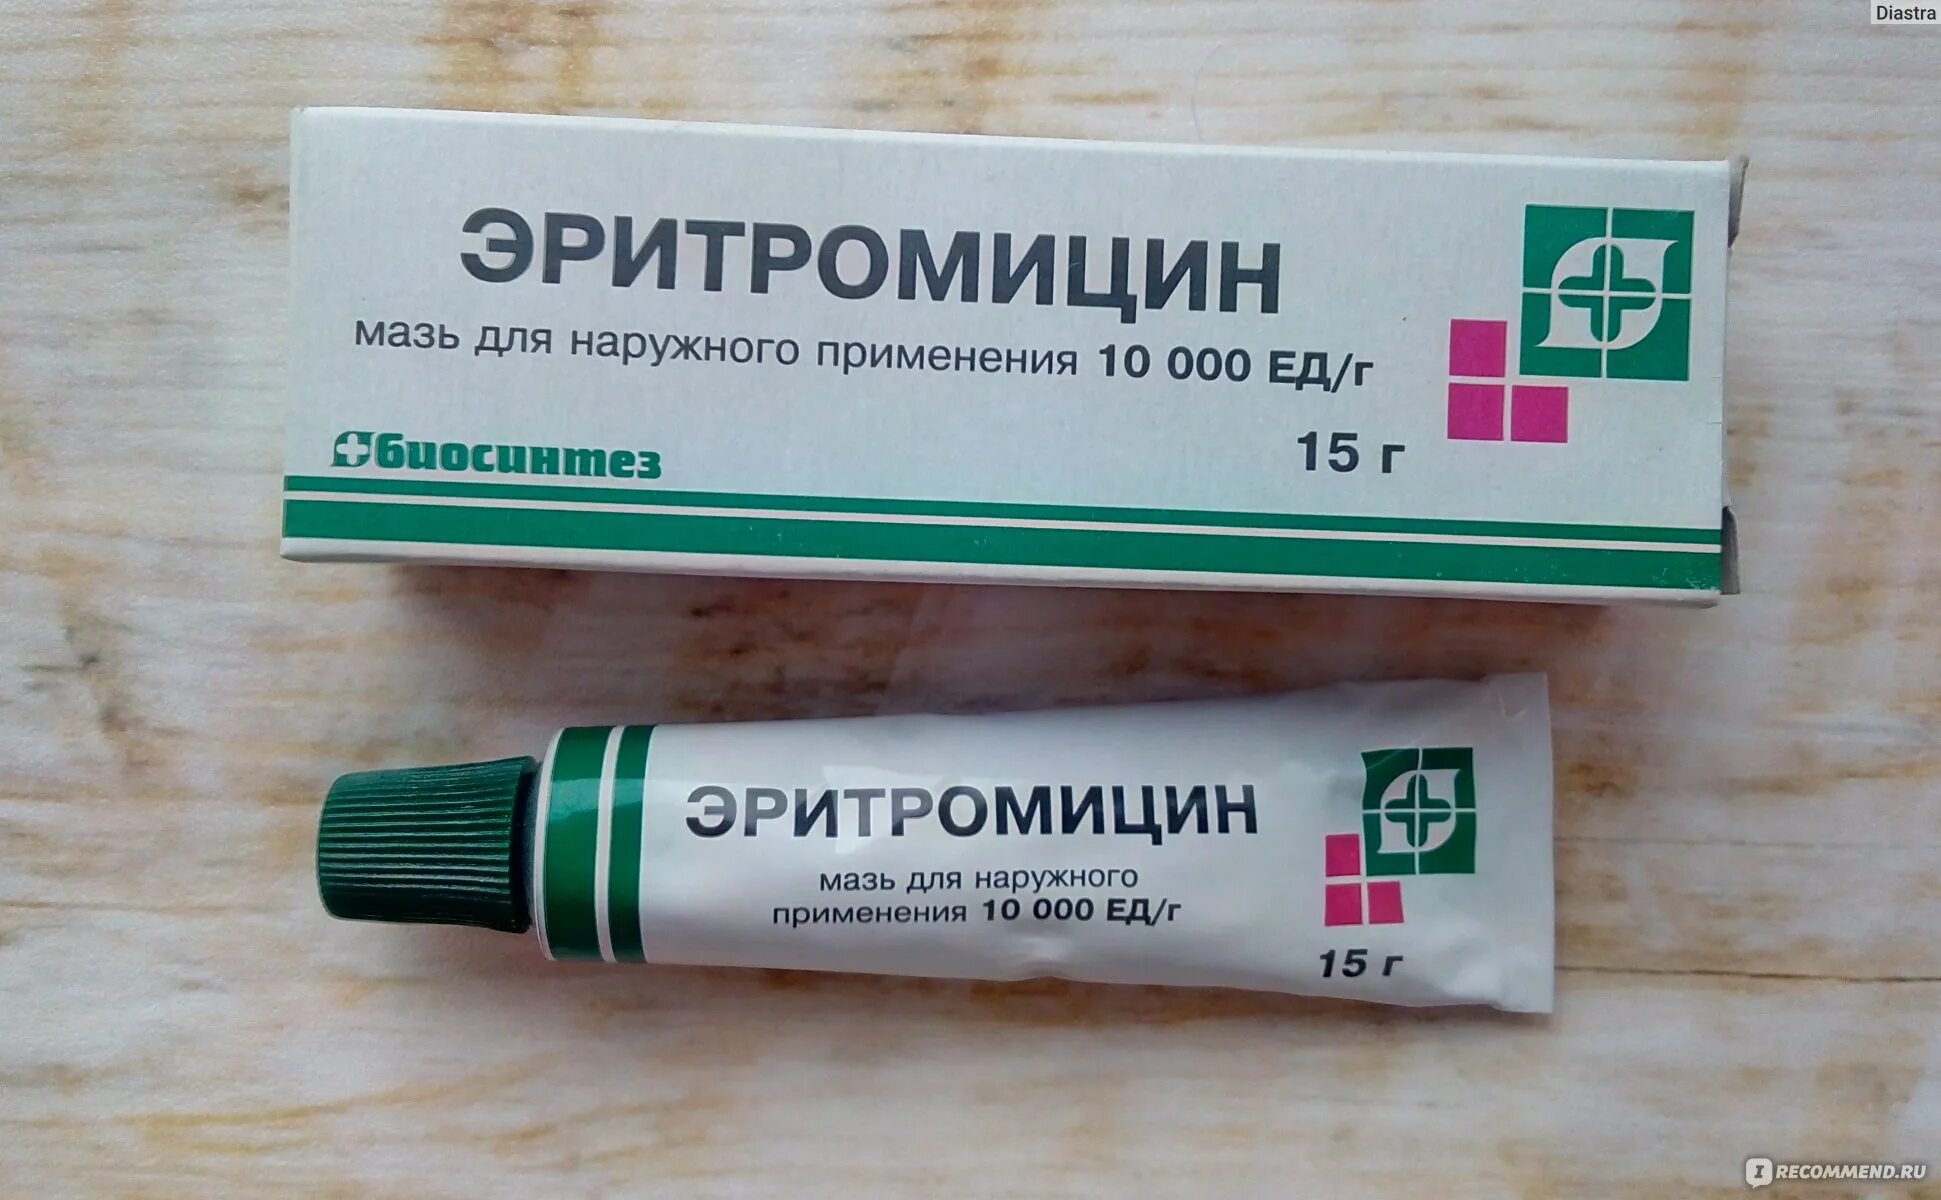 Diastra
ЭРИТРОМИЦИН
мазь для наружного применения 10 000 ЕД/г
15 г
биосинтез
ЭРИТРОМИЦИН
мазь для наружного
применения 10 000 ЕД/г
15 г
IRECOMMEND.RU